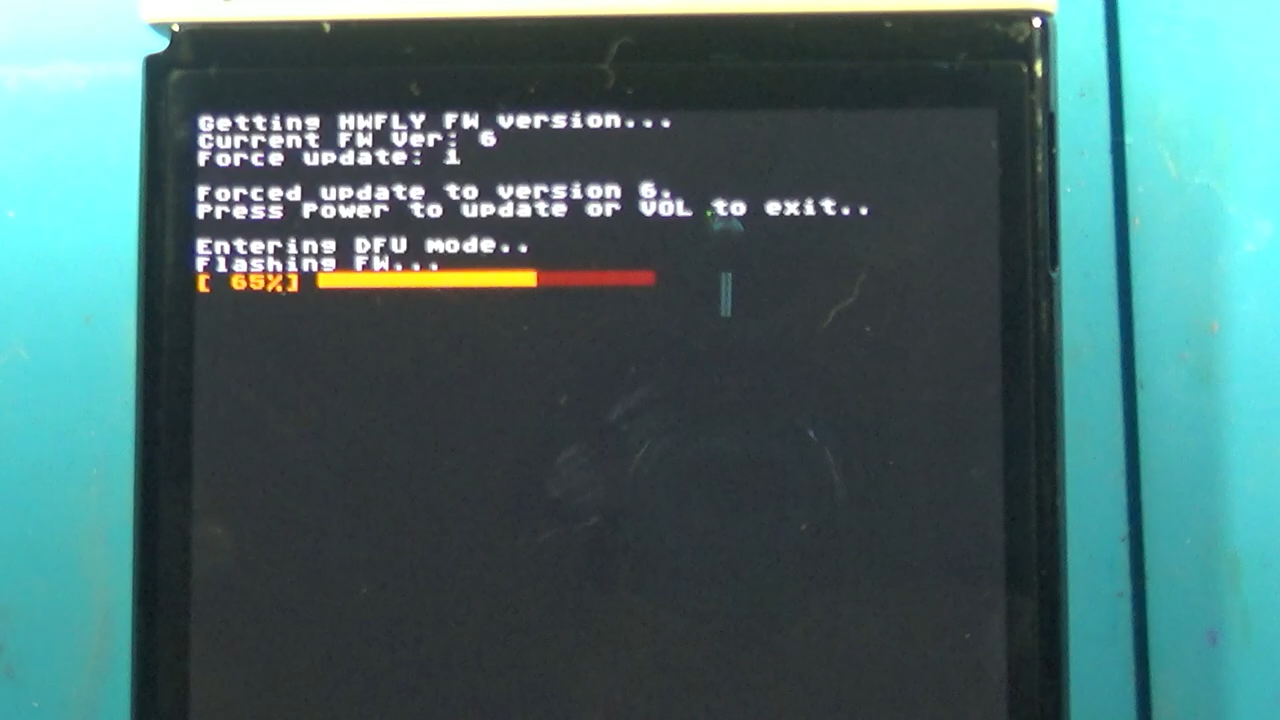 Getting HWFLY FW version...
Current FW Ver: 6
Force update: 1
Forced update to version 6.
Press Power to update or VOL to exit..
Entering DFU mode..
Flashing FW...
[ 65%]